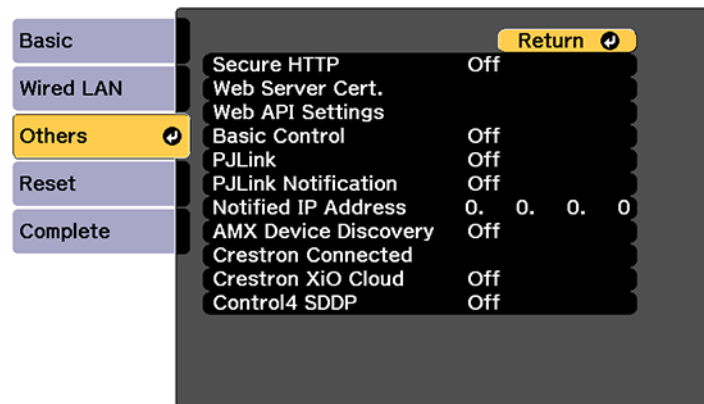 Basic
Wired LAN
Others
Reset
Complete
Return
Secure HTTP Off
Web Server Cert.
Web API Settings
Basic Control Off
PJLink Off
PJLink Notification Off
Notified IP Address 0. 0. 0. 0
AMX Device Discovery Off
Crestron Connected
Crestron XiO Cloud Off
Control4 SDDP Off